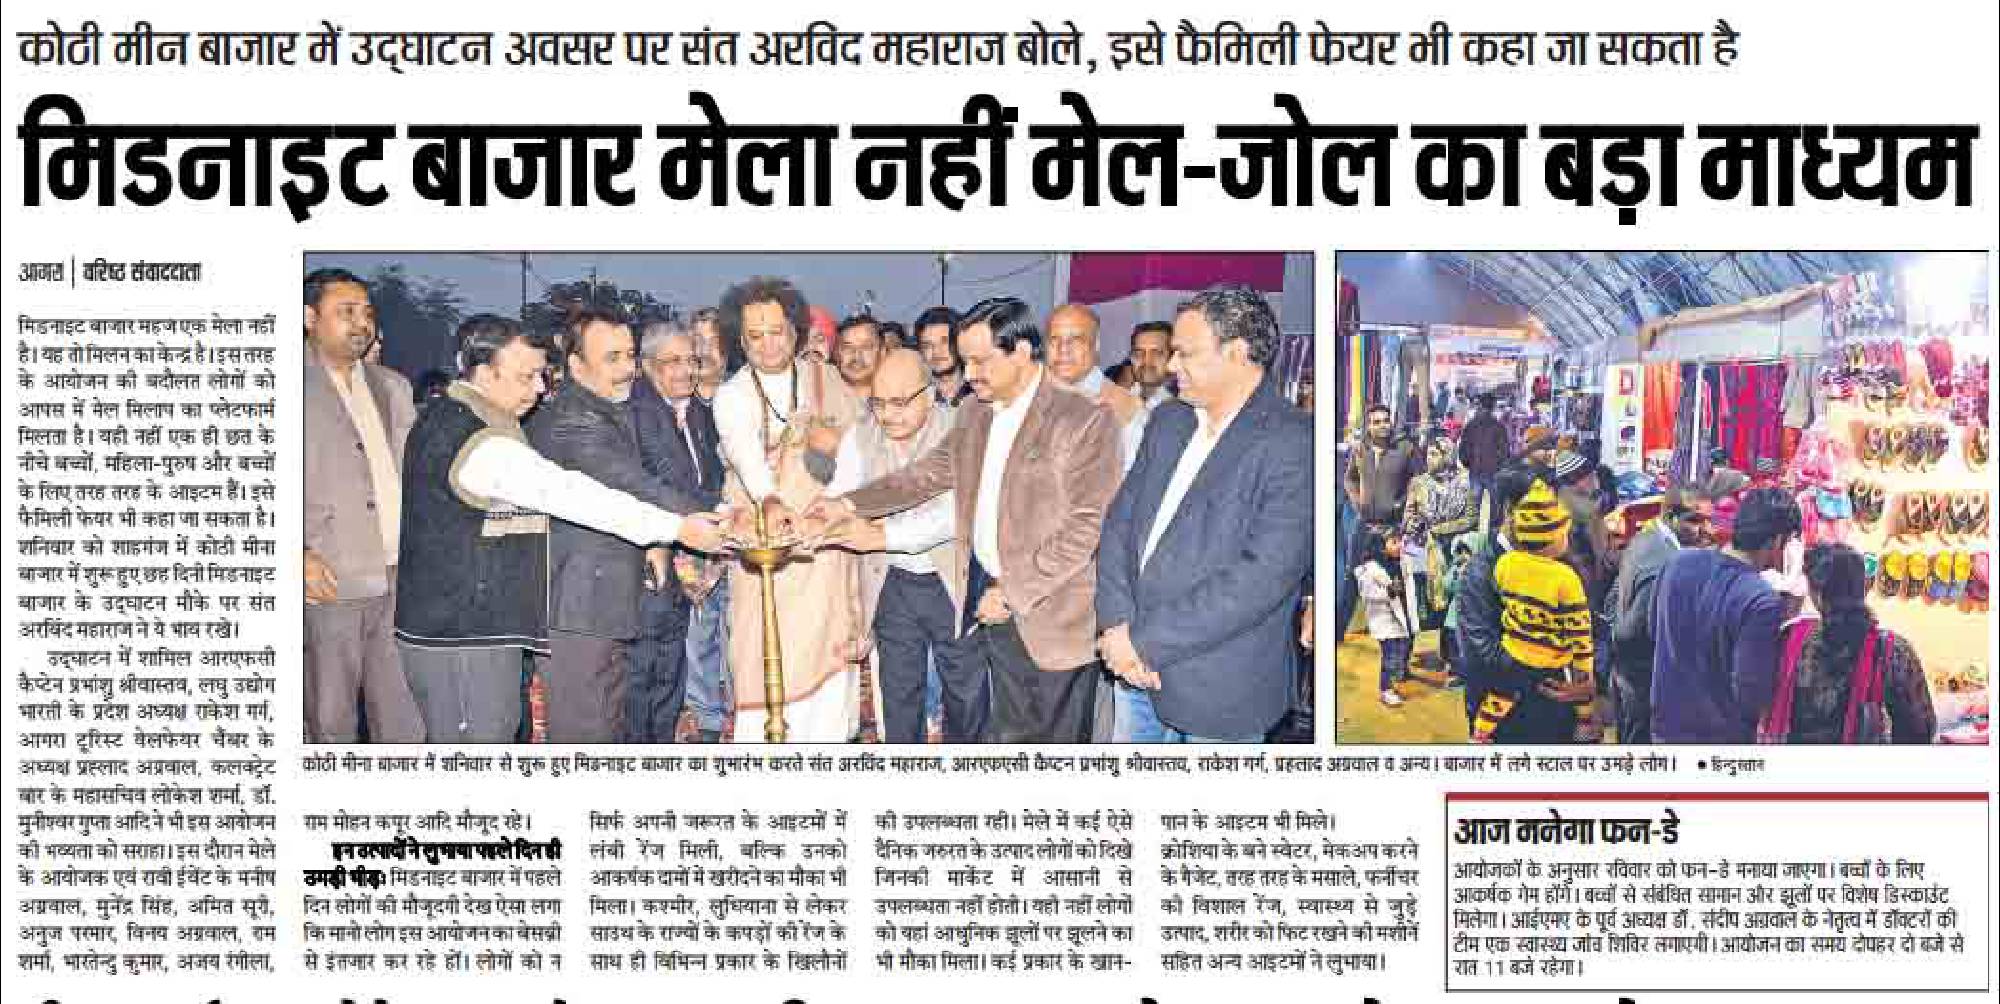 कोठी मीन बाजार में उद्घाटन अवसर पर संत अरविद महाराज बोले, इसे फैमिली फेयर भी कहा जा सकता है
मिडनाइट बाजार मेला नहीं मेल-जोल का बड़ा माध्यम
आगरा | वरिष्ठ संवाददाता
मिडनाइट बाजार महज एक मेला नहीं
है। यह तो मिलन का केन्द्र है। इस तरह
के आयोजन की बदौलत लोगों को
आपस में मेल मिलाप का प्लेटफार्म
मिलता है। यही नहीं एक ही छत के
नीचे बच्चों, महिला-पुरुष और बच्चों
के लिए तरह तरह के आइटम हैं। इसे
फैमिली फेयर भी कहा जा सकता है।
शनिवार को शाहगंज में कोठी मीना
बाजार में शुरू हुए छह दिनी मिडनाइट
बाजार के उद्घाटन मौके पर संत
अरविंद महाराज ने ये भाव रखे।
उद्घाटन में शामिल आरएफसी
कैप्टेन प्रभांशु श्रीवास्तव, लघु उद्योग
भारती के प्रदेश अध्यक्ष राकेश गर्ग,
आगरा टूरिस्ट वेलफेयर चैंबर के
अध्यक्ष प्रह्लाद अग्रवाल, कलक्ट्रेट
बार के महासचिव लोकेश शर्मा, डॉ.
मुनीश्वर गुप्ता आदि ने भी इस आयोजन
की भव्यता को सराहा। इस दौरान मेले
के आयोजक एवं रावी ईवेंट के मनीष
अग्रवाल, मुनेंद्र सिंह, अमित सूरी,
अनुज परमार, विनय अग्रवाल, राम
शर्मा, भारतेन्दु कुमार, अजय रंगीला,
कोठी मीना बाजार में शनिवार से शुरू हुए मिडनाइट बाजार का शुभारंभ करते संत अरविंद महाराज, आरएफएसी कैप्टन प्रभांशु श्रीवास्तव, राकेश गर्ग, प्रहलाद अग्रवाल व अन्य। बाजार में लगे स्टाल पर उमड़े लोग। • हिन्दुस्तान
राम मोहन कपूर आदि मौजूद रहे।
इन उत्पादों ने लुभाया पहले दिन ही
उमड़ी भीड़: मिडनाइट बाजार में पहले
दिन लोगों की मौजूदगी देख ऐसा लगा
कि मानो लोग इस आयोजन का बेसब्री
से इंतजार कर रहे हों। लोगों को न
सिर्फ अपनी जरूरत के आइटमों में
लंबी रेंज मिली, बल्कि उनको
आकर्षक दामों में खरीदने का मौका भी
मिला। कश्मीर, लुधियाना से लेकर
साउथ के राज्यों के कपड़ों की रेंज के
साथ ही विभिन्न प्रकार के खिलौनों
की उपलब्धता रही। मेले में कई ऐसे
दैनिक जरुरत के उत्पाद लोगों को दिखे
जिनकी मार्केट में आसानी से
उपलब्धता नहीं होती। यही नहीं लोगों
को यहां आधुनिक झूलों पर झूलने का
भी मौका मिला। कई प्रकार के खान-
पान के आइटम भी मिले।
क्रोशिया के बने स्वेटर, मेकअप करने
के गैजेट, तरह तरह के मसाले, फर्नीचर
की विशाल रेंज, स्वास्थ्य से जुड़े
उत्पाद, शरीर को फिट रखने की मशीनें
सहित अन्य आइटमों ने लुभाया।
आज मनेगा फन-डे
आयोजकों के अनुसार रविवार को फन-डे मनाया जाएगा। बच्चों के लिए
आकर्षक गेम होंगे। बच्चों से संबंधित सामान और झूलों पर विशेष डिस्काउंट
मिलेगा। आईएमए के पूर्व अध्यक्ष डॉ. संदीप अग्रवाल के नेतृत्व में डॉक्टरों की
टीम एक स्वास्थ्य जांच शिविर लगाएगी। आयोजन का समय दोपहर दो बजे से
रात 11 बजे रहेगा।